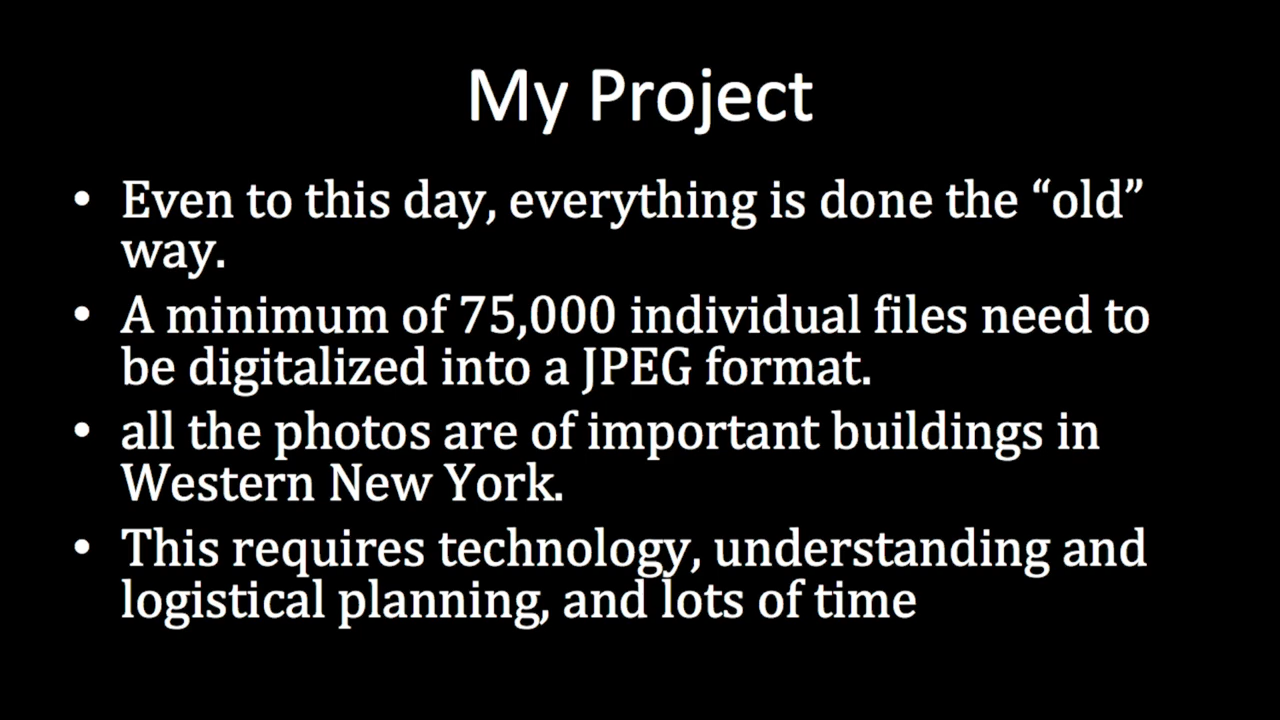 My Project
• Even to this day, everything is done the “old”
way.
• A minimum of 75,000 individual files need to
be digitalized into a JPEG format.
• all the photos are of important buildings in
Western New York.
• This requires technology, understanding and
logistical planning, and lots of time